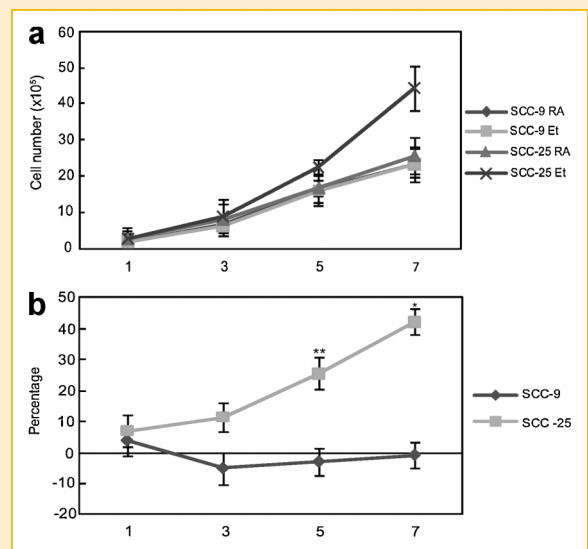 a
Cell number (x10⁵)
60
50
40
30
20
10
0
1 3 5 7
SCC-9 RA
SCC-9 Et
SCC-25 RA
SCC-25 Et
b
Percentage
50
40
30
20
10
0
-10
-20
** *
1 3 5 7
SCC-9
SCC -25